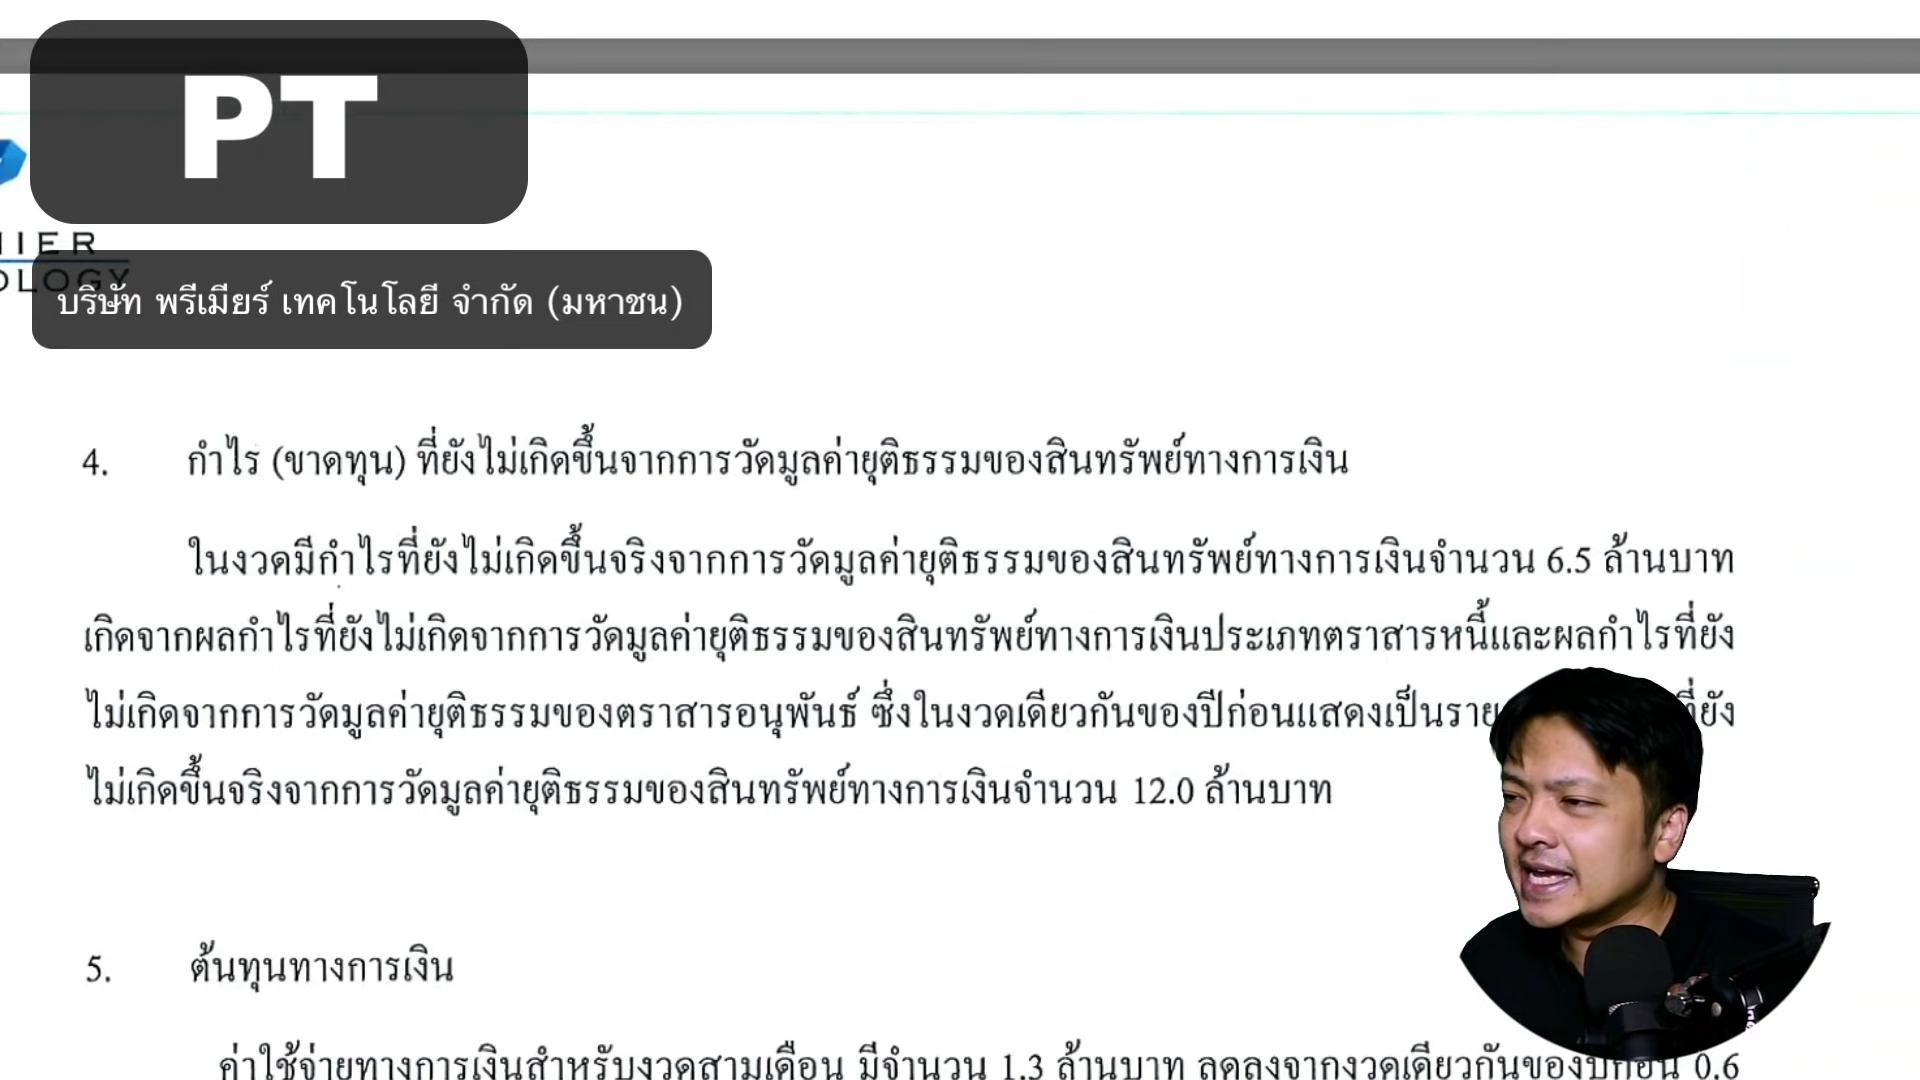 PT
HIER
OLOGY
บริษัท พรีเมียร์ เทคโนโลยี จำกัด (มหาชน)
4. กำไร (ขาดทุน) ที่ยังไม่เกิดขึ้นจากการวัดมูลค่ายุติธรรมของสินทรัพย์ทางการเงิน
ในงวดมีกำไรที่ยังไม่เกิดขึ้นจริงจากการวัดมูลค่ายุติธรรมของสินทรัพย์ทางการเงินจำนวน 6.5 ล้านบาท
เกิดจากผลกำไรที่ยังไม่เกิดจากการวัดมูลค่ายุติธรรมของสินทรัพย์ทางการเงินประเภทตราสารหนี้และผลกำไรที่ยัง
ไม่เกิดจากการวัดมูลค่ายุติธรรมของตราสารอนุพันธ์ ซึ่งในงวดเดียวกันของปีก่อนแสดงเป็นราย ที่ยัง
ไม่เกิดขึ้นจริงจากการวัดมูลค่ายุติธรรมของสินทรัพย์ทางการเงินจำนวน 12.0 ล้านบาท
5. ต้นทุนทางการเงิน
ค่าใช้จ่ายทางการเงินสำหรับงวดสามเดือน มีจำนวน 1.3 ล้านบาท ลดลงจากงวดเดียวกันของปีก่อน 0.6